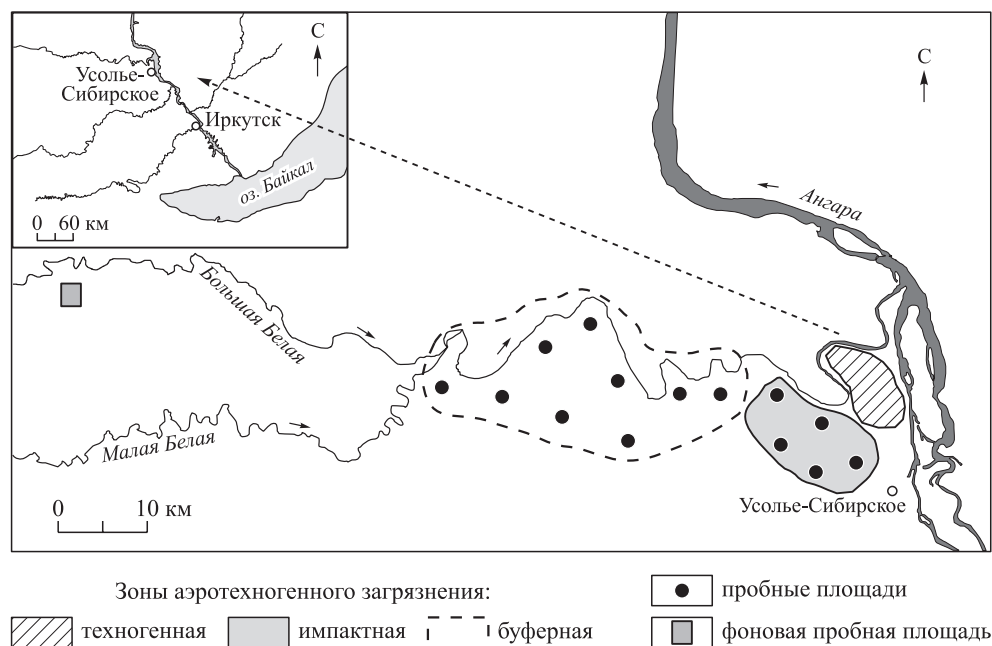 С
Усолье-
Сибирское
Иркутск
оз. Байкал
0 60 км
С
Ангара
Большая Белая
Малая Белая
0 10 км
Усолье-Сибирское
Зоны аэротехногенного загрязнения:
пробные площади
техногенная импактная буферная фоновая пробная площадь